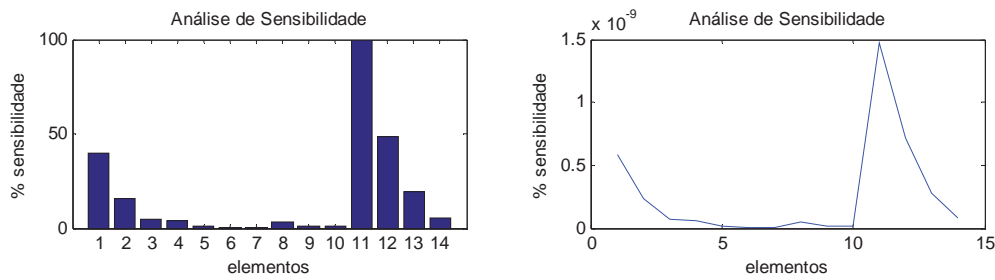 Análise de Sensibilidade
100
50
0
% sensibilidade
1 2 3 4 5 6 7 8 9 10 11 12 13 14
elementos
x 10⁻⁹
Análise de Sensibilidade
1.5
1
0.5
0
% sensibilidade
0 5 10 15
elementos